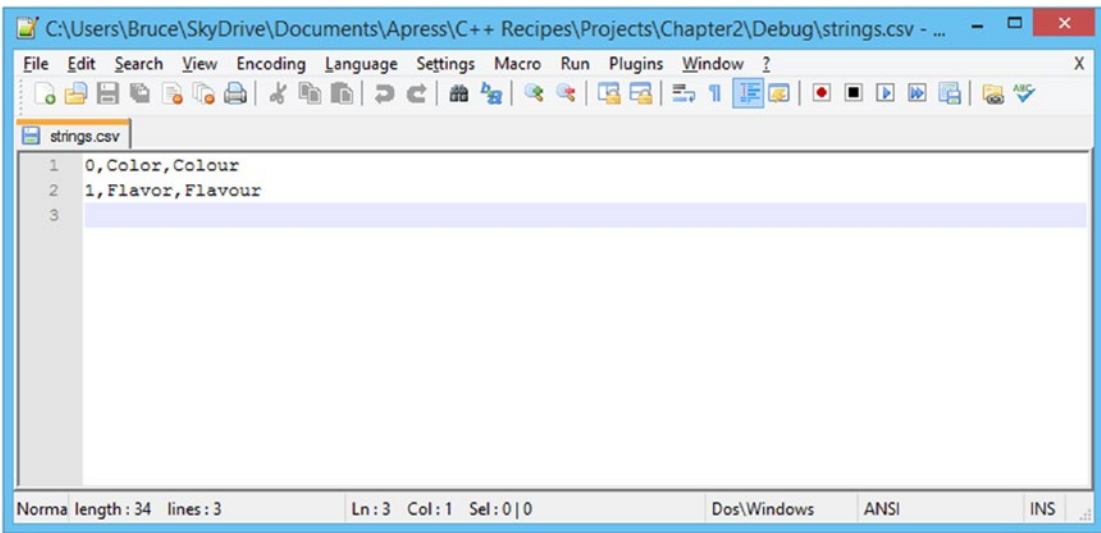 C:\Users\Bruce\SkyDrive\Documents\Apress\C++ Recipes\Projects\Chapter2\Debug\strings.csv - ...
File Edit Search View Encoding Language Settings Macro Run Plugins Window ? X
ABC
strings.csv
1 0,Color,Colour
2 1,Flavor,Flavour
3
Norma length : 34 lines : 3 Ln : 3 Col : 1 Sel : 0 | 0 Dos\Windows ANSI INS